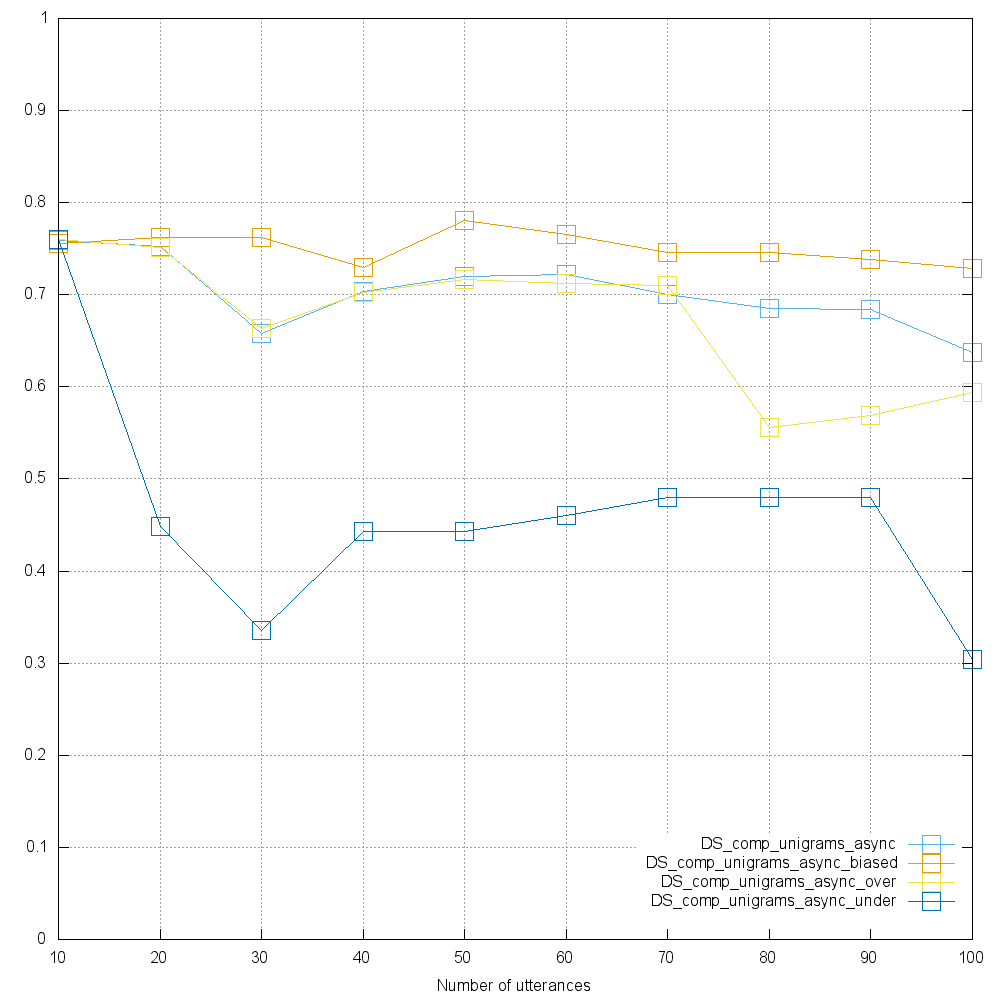 1
0.9
0.8
0.7
0.6
0.5
0.4
0.3
0.2
0.1
0
10 20 30 40 50 60 70 80 90 100
Number of utterances
DS_comp_unigrams_async
DS_comp_unigrams_async_biased
DS_comp_unigrams_async_over
DS_comp_unigrams_async_under